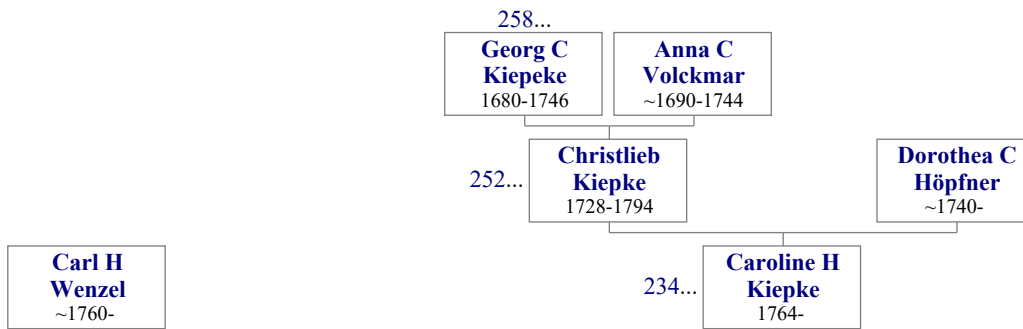 258...
Georg C
Kiepeke
1680-1746
Anna C
Volckmar
~1690-1744
252...
Christlieb
Kiepke
1728-1794
Dorothea C
Höpfner
~1740-
Carl H
Wenzel
~1760-
234...
Caroline H
Kiepke
1764-